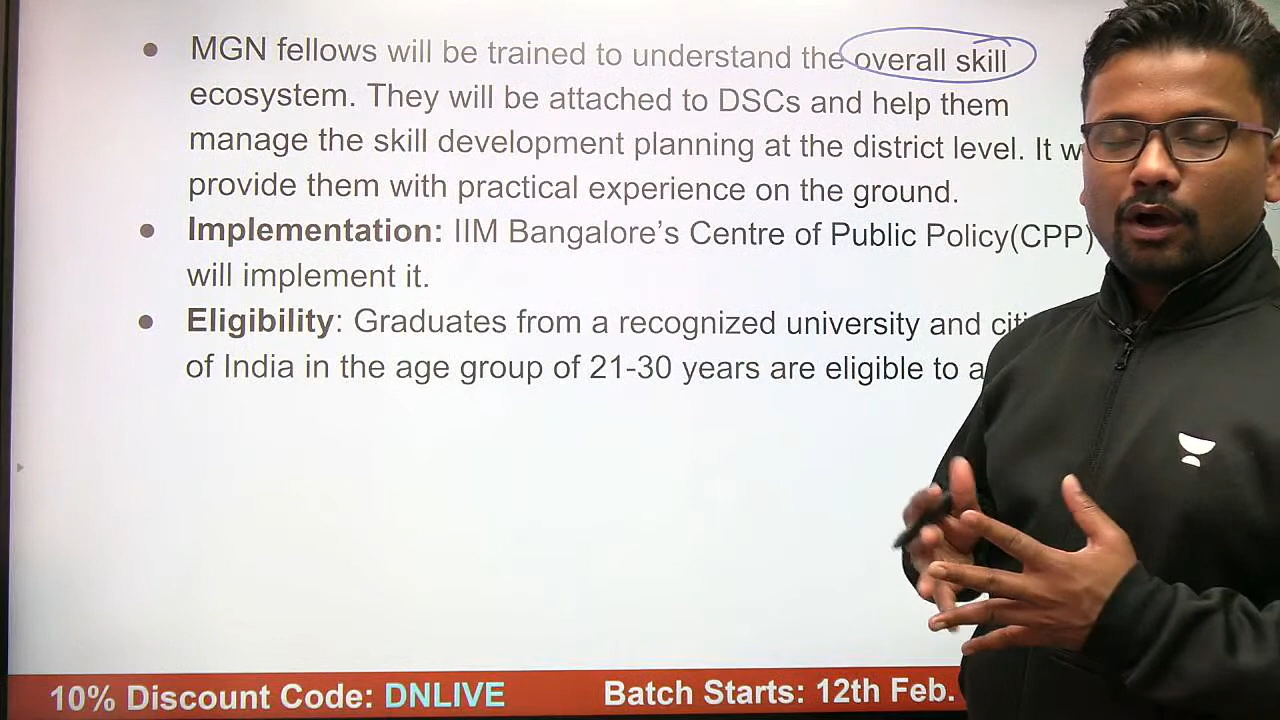 MGN fellows will be trained to understand the overall skill
ecosystem. They will be attached to DSCs and help them
manage the skill development planning at the district level. It w
provide them with practical experience on the ground.
Implementation: IIM Bangalore’s Centre of Public Policy(CPP)
will implement it.
Eligibility: Graduates from a recognized university and citi
of India in the age group of 21-30 years are eligible to a
10% Discount Code: DNLIVE Batch Starts: 12th Feb.